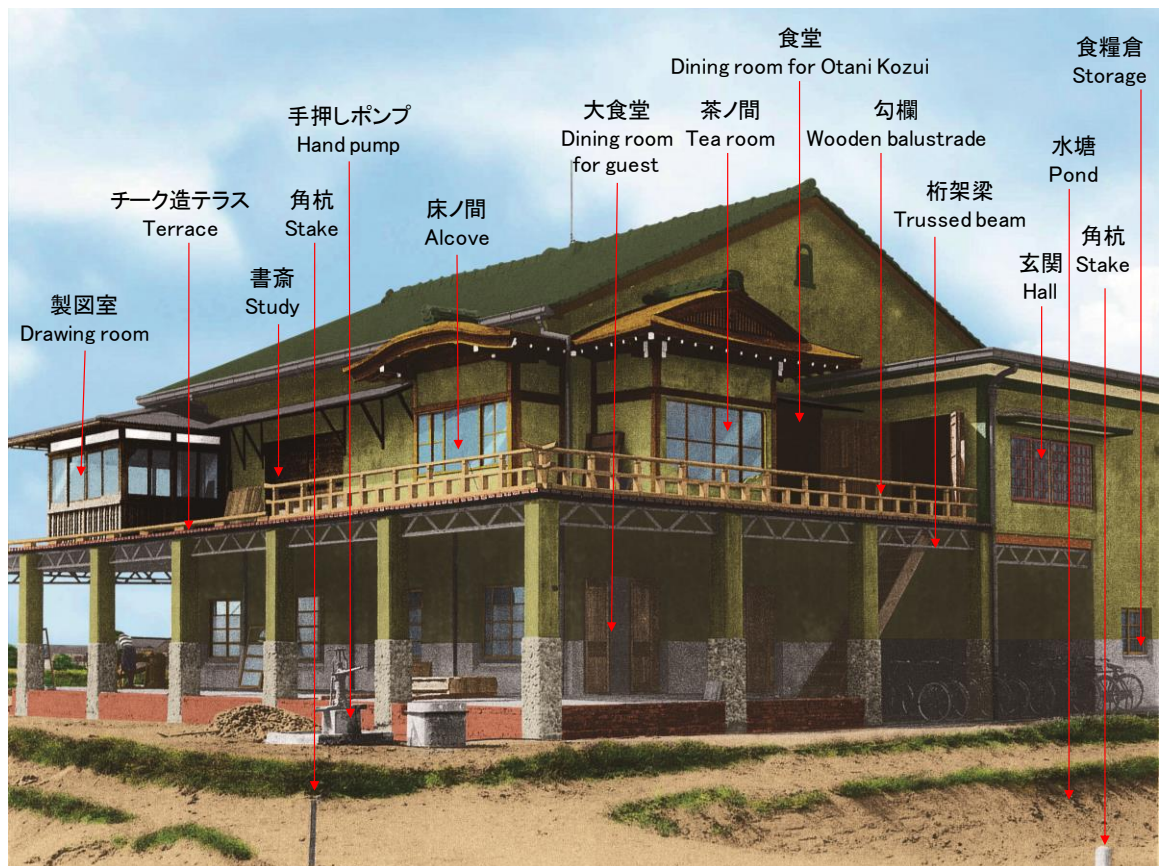 食堂
Dining room for Otani Kozui
食糧倉
Storage
手押しポンプ
Hand pump
大食堂
Dining room
for guest
茶ノ間
Tea room
勾欄
Wooden balustrade
水塘
Pond
チーク造テラス
Terrace
角杭
Stake
床ノ間
Alcove
桁架梁
Trussed beam
角杭
Stake
書斎
Study
玄関
Hall
製図室
Drawing room